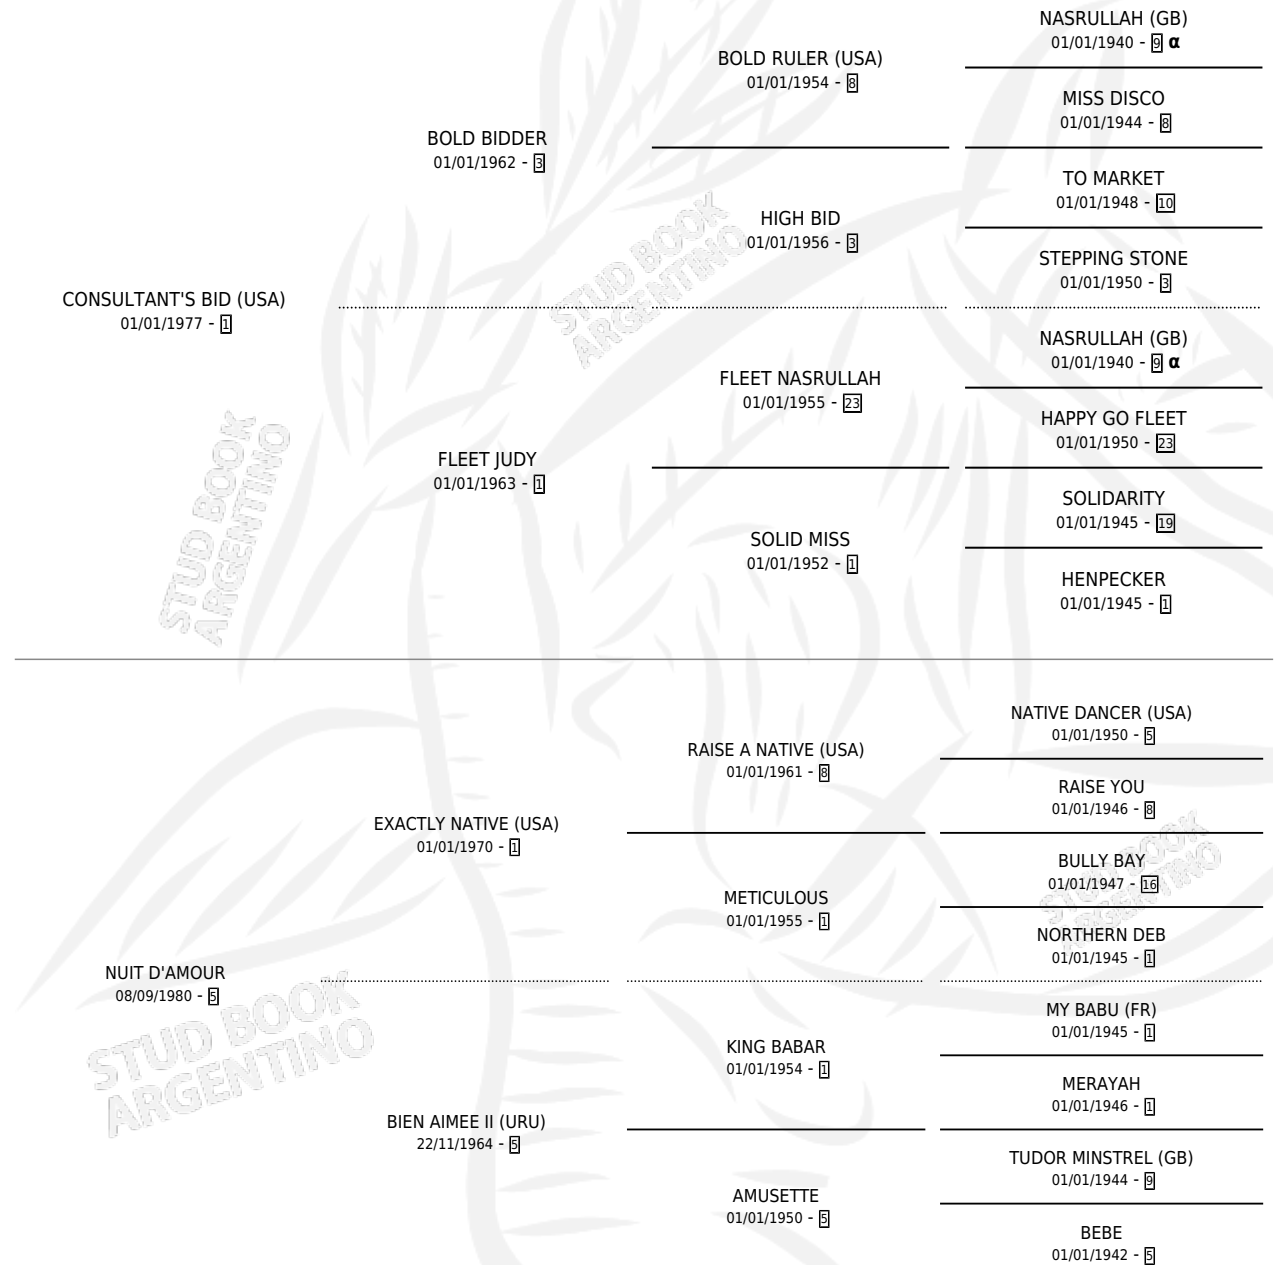 NASRULLAH (GB)
01/01/1940 - 9 α
BOLD RULER (USA)
01/01/1954 - 8
MISS DISCO
01/01/1944 - 8
BOLD BIDDER
01/01/1962 - 3
TO MARKET
01/01/1948 - 10
HIGH BID
01/01/1956 - 3
STEPPING STONE
01/01/1950 - 3
CONSULTANT'S BID (USA)
01/01/1977 - 1
NASRULLAH (GB)
01/01/1940 - 9 α
FLEET NASRULLAH
01/01/1955 - 23
HAPPY GO FLEET
01/01/1950 - 23
FLEET JUDY
01/01/1963 - 1
SOLIDARITY
01/01/1945 - 19
SOLID MISS
01/01/1952 - 1
HENPECKER
01/01/1945 - 1
NATIVE DANCER (USA)
01/01/1950 - 5
RAISE A NATIVE (USA)
01/01/1961 - 8
RAISE YOU
01/01/1946 - 8
EXACTLY NATIVE (USA)
01/01/1970 - 1
BULLY BAY
01/01/1947 - 16
METICULOUS
01/01/1955 - 1
NORTHERN DEB
01/01/1945 - 1
NUIT D'AMOUR
08/09/1980 - 5
MY BABU (FR)
01/01/1945 - 1
KING BABAR
01/01/1954 - 1
MERAYAH
01/01/1946 - 1
BIEN AIMEE II (URU)
22/11/1964 - 5
TUDOR MINSTREL (GB)
01/01/1944 - 9
AMUSETTE
01/01/1950 - 5
BEBE
01/01/1942 - 5
STUD BOOK
ARGENTINO
STUD BOOK
ARGENTINO
STUD BOOK
ARGENTINO
STUD BOOK
ARGENTINO